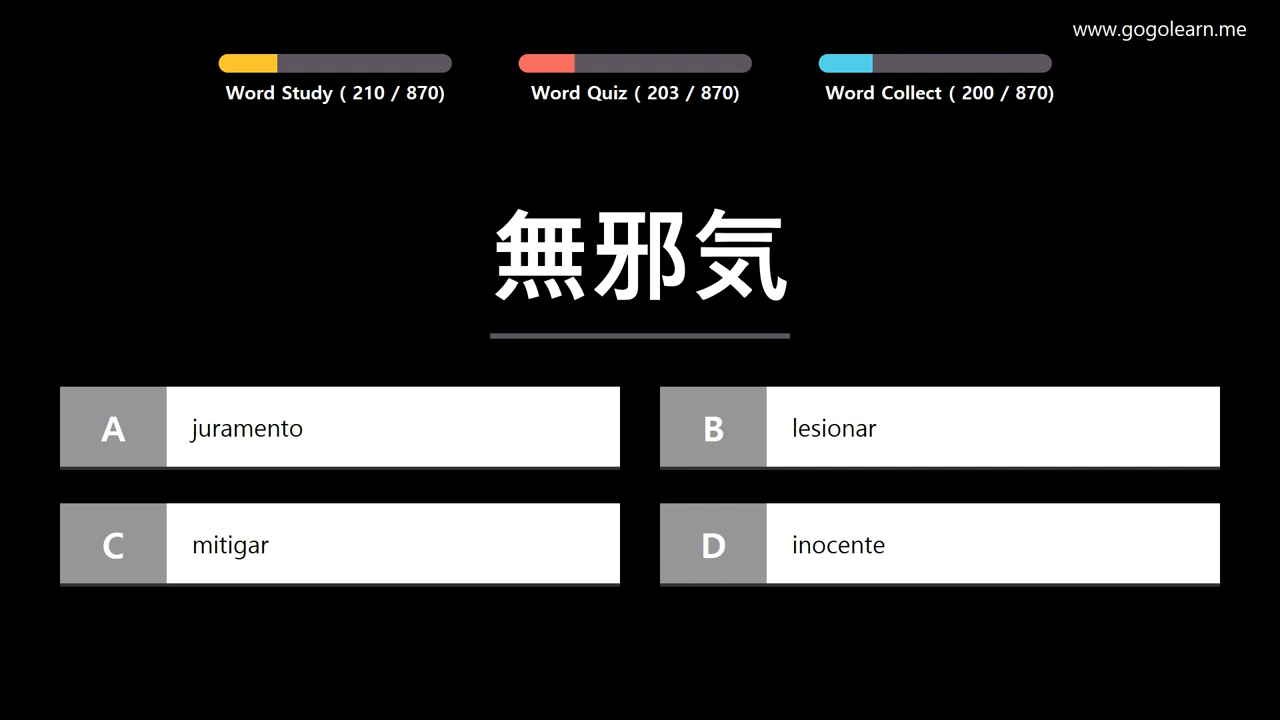 www.gogolearn.me
Word Study ( 210 / 870)
Word Quiz ( 203 / 870)
Word Collect ( 200 / 870)
無邪気
A juramento
B lesionar
C mitigar
D inocente